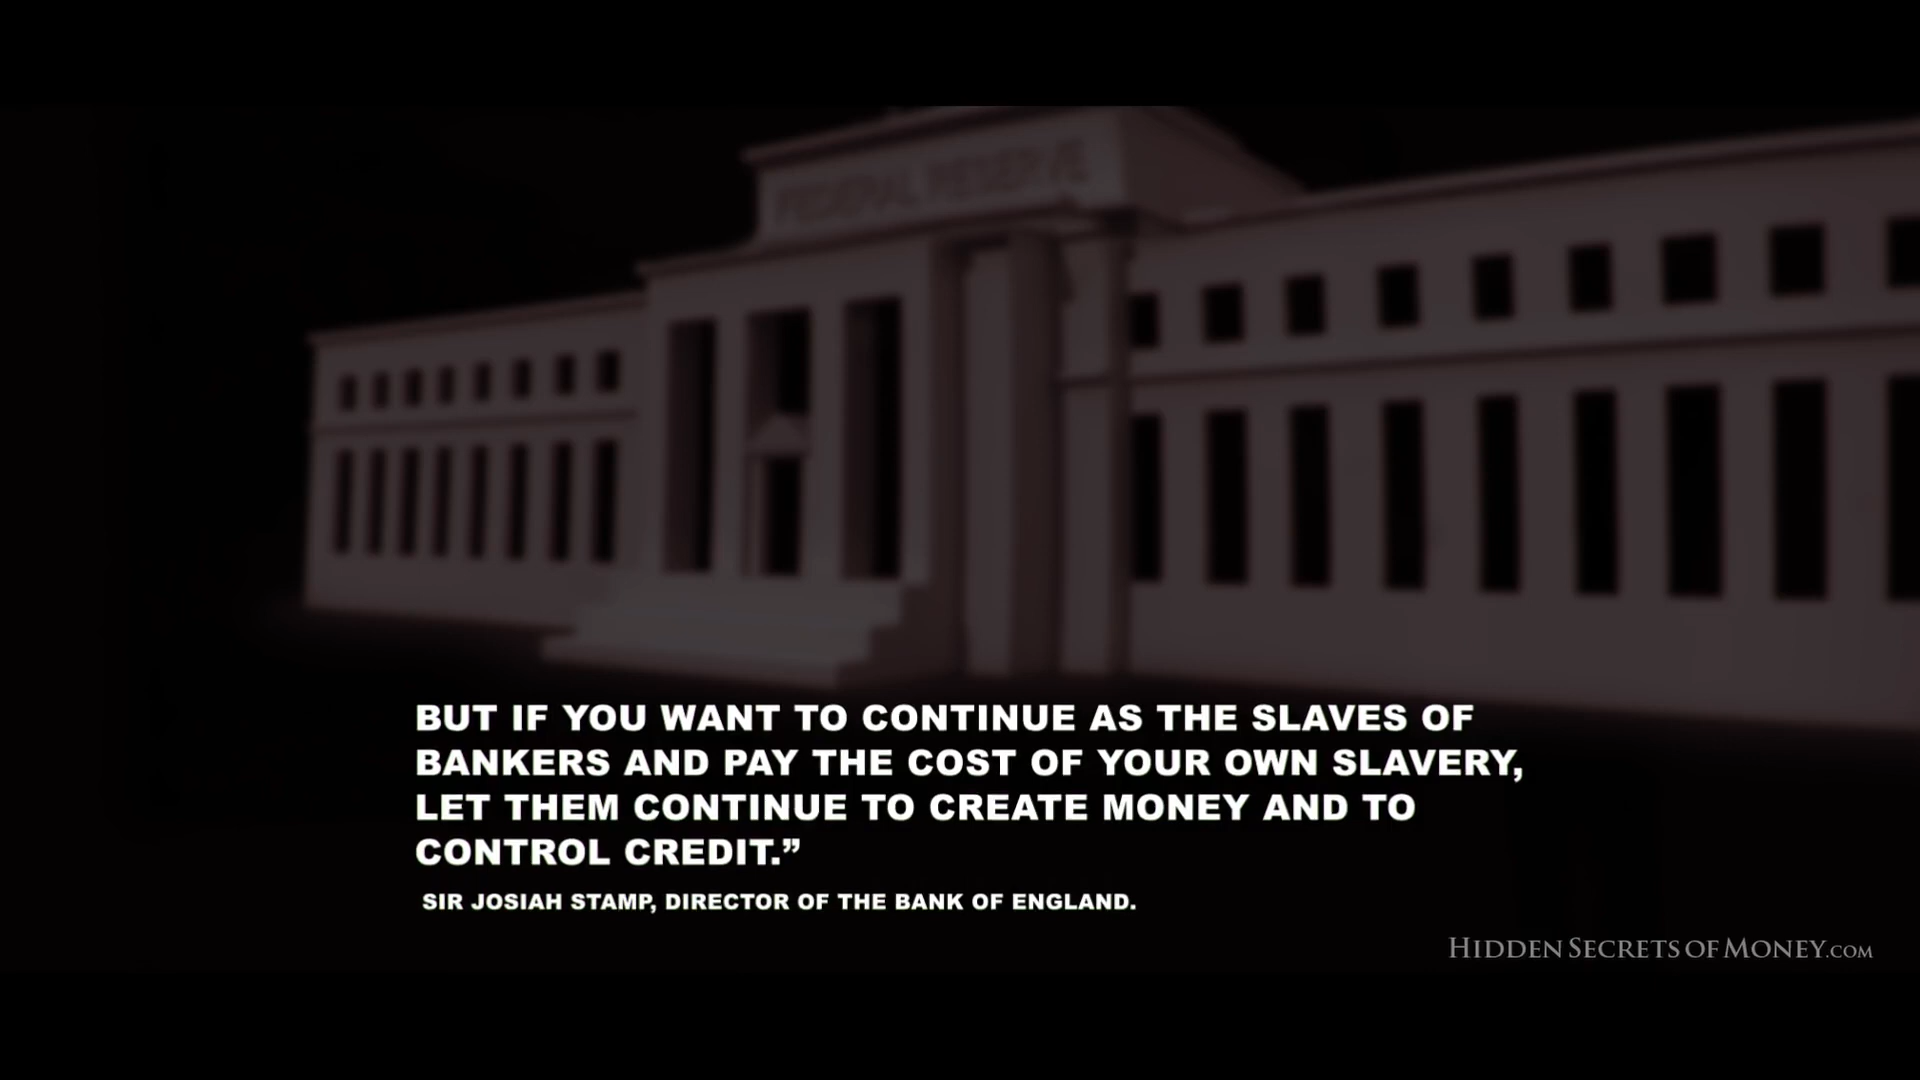 FEDERAL RESERVE
BUT IF YOU WANT TO CONTINUE AS THE SLAVES OF
BANKERS AND PAY THE COST OF YOUR OWN SLAVERY,
LET THEM CONTINUE TO CREATE MONEY AND TO
CONTROL CREDIT.”
SIR JOSIAH STAMP, DIRECTOR OF THE BANK OF ENGLAND.
HIDDEN SECRETS OF MONEY.COM